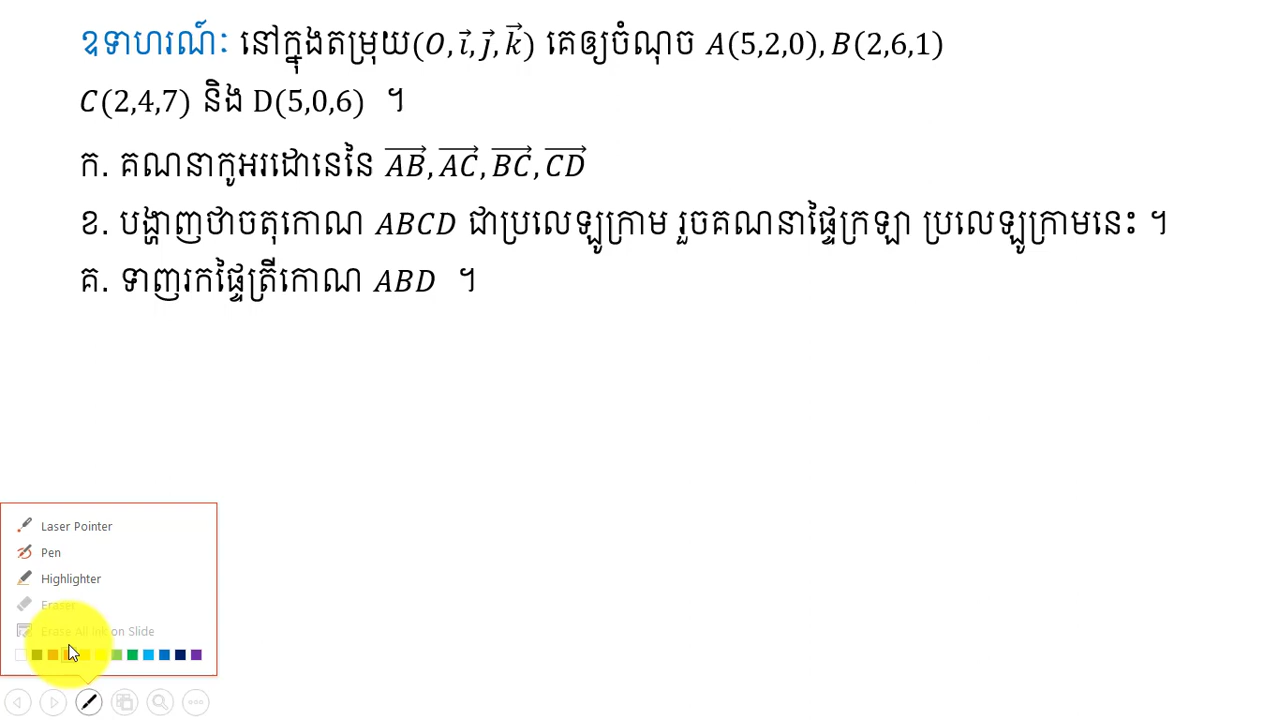 ឧទាហរណ៍ៈ នៅក្នុងតម្រុយ(O, i⃗, j⃗, k⃗) គេឲ្យចំណុច A(5,2,0), B(2,6,1)
C(2,4,7) និង D(5,0,6) ។
ក. គណនាកូអរដោនេនៃ A⃗B⃗, A⃗C⃗, B⃗C⃗, C⃗D⃗
ខ. បង្ហាញថាចតុកោណ ABCD ជាប្រលេឡូក្រាម រួចគណនាផ្ទៃក្រឡា ប្រលេឡូក្រាមនេះ ។
គ. ទាញរកផ្ទៃត្រីកោណ ABD ។
Laser Pointer
Pen
Highlighter
Eraser
Erase All Ink on Slide